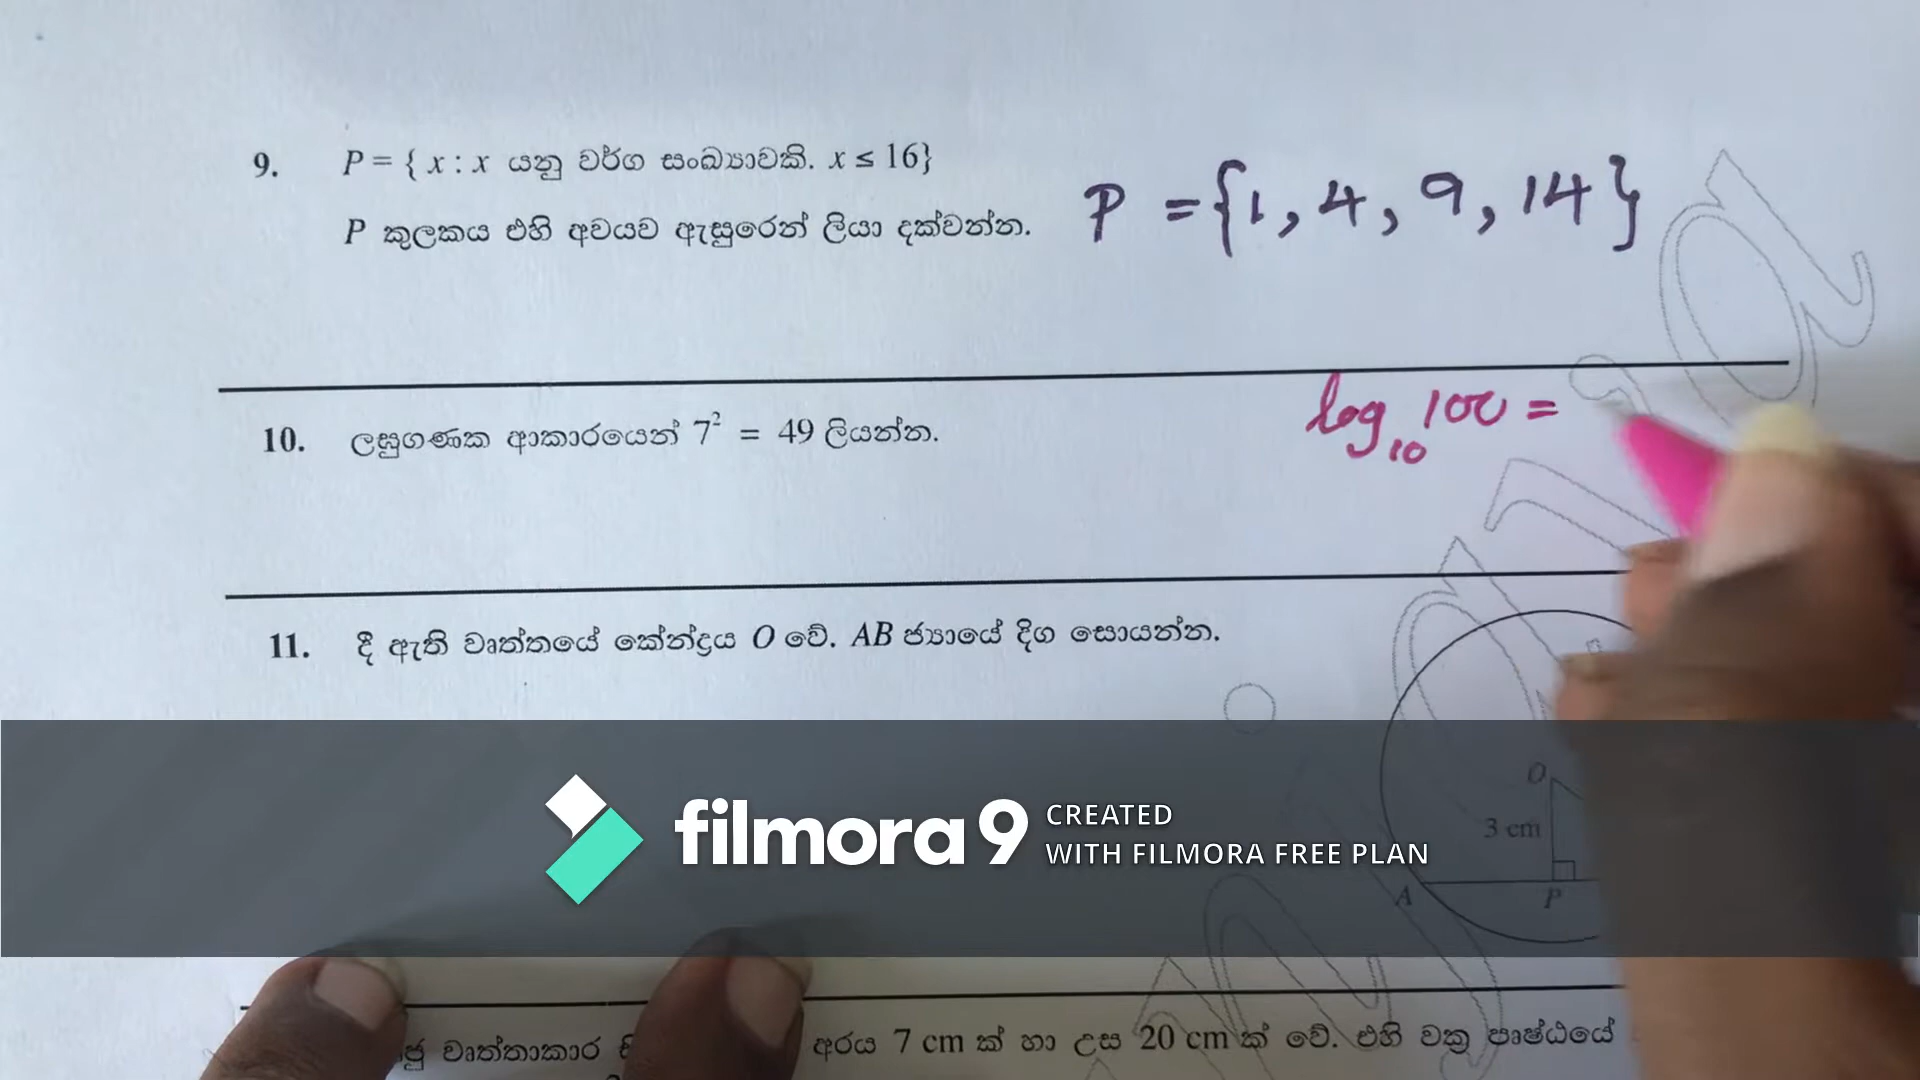 9. P = { x : x යනු වර්ග සංඛ්‍යාවකි. x ≤ 16}
P කුලකය එහි අවයව ඇසුරෙන් ලියා දක්වන්න.
P = {1, 4, 9, 14}
10. ලඝුගණක ආකාරයෙන් 7² = 49 ලියන්න.
log₁₀ 100 =
11. දී ඇති වෘත්තයේ කේන්ද්‍රය O වේ. AB ජ්‍යායේ දිග සොයන්න.
O
3 cm
A P
filmora 9
CREATED
WITH FILMORA FREE PLAN
වෘත්තාකාර අරය 7 cm ක් හා උස 20 cm ක් වේ. එහි වක්‍ර පෘෂ්ඨයේ